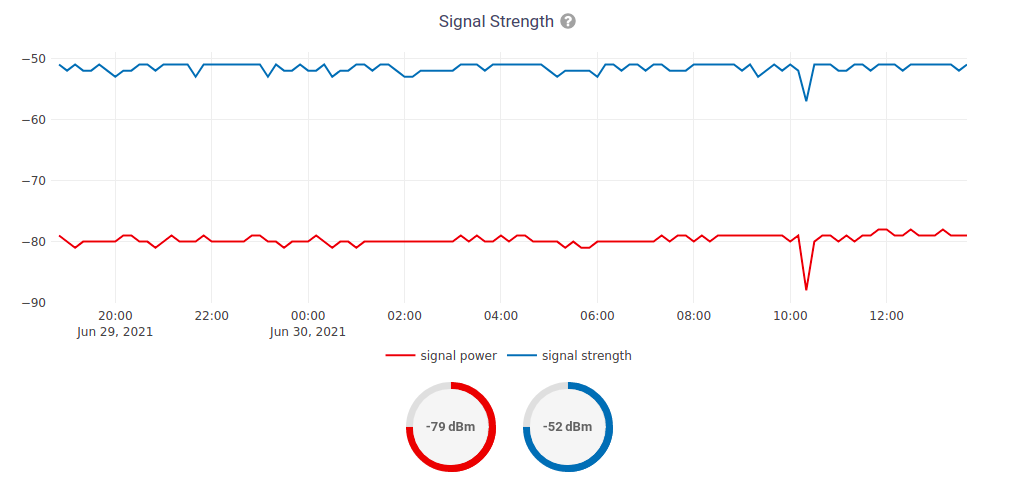 Signal Strength ?
−50
−60
−70
−80
−90
20:00 22:00 00:00 02:00 04:00 06:00 08:00 10:00 12:00
Jun 29, 2021 Jun 30, 2021
signal power signal strength
-79 dBm -52 dBm